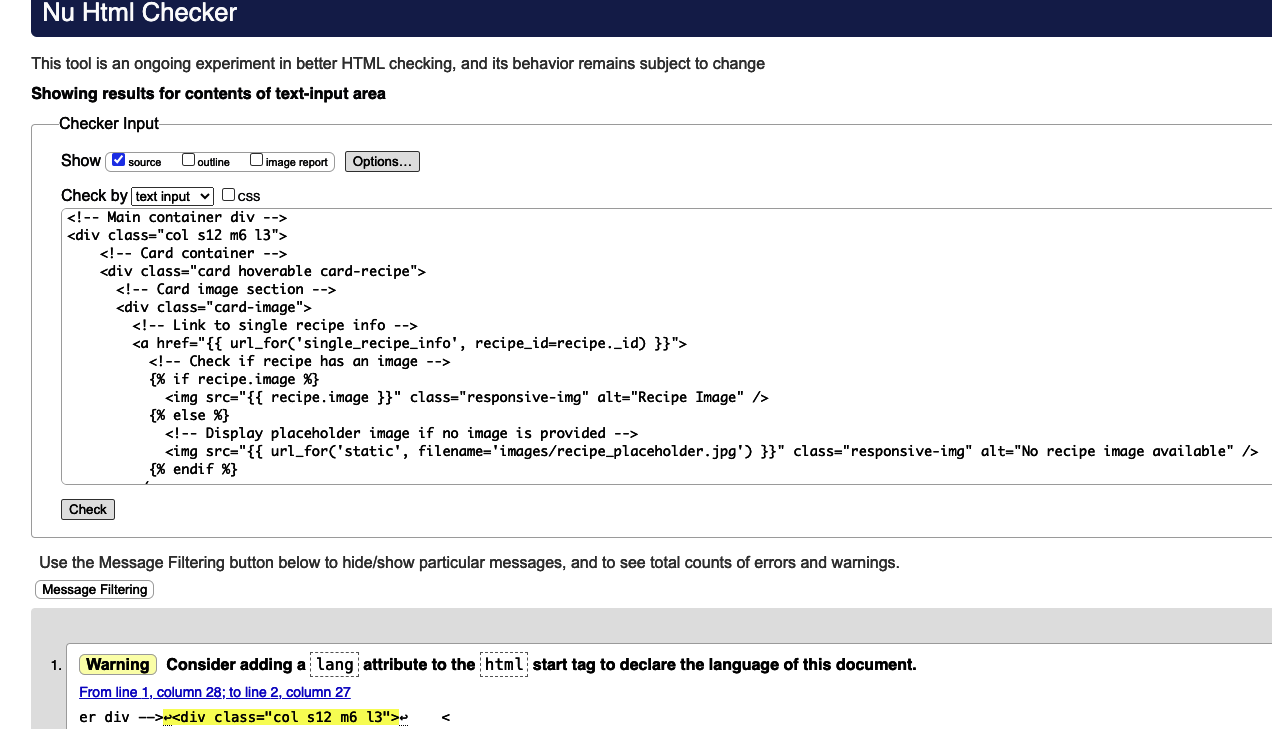 Nu Html Checker
This tool is an ongoing experiment in better HTML checking, and its behavior remains subject to change
Showing results for contents of text-input area
Checker Input
Show source outline image report Options...
Check by text input css
<!-- Main container div -->
<div class="col s12 m6 l3">
    <!-- Card container -->
    <div class="card hoverable card-recipe">
      <!-- Card image section -->
      <div class="card-image">
        <!-- Link to single recipe info -->
        <a href="{{ url_for('single_recipe_info', recipe_id=recipe._id) }}">
          <!-- Check if recipe has an image -->
          {% if recipe.image %}
            <img src="{{ recipe.image }}" class="responsive-img" alt="Recipe Image" />
          {% else %}
            <!-- Display placeholder image if no image is provided -->
            <img src="{{ url_for('static', filename='images/recipe_placeholder.jpg') }}" class="responsive-img" alt="No recipe image available" />
          {% endif %}
Check
Use the Message Filtering button below to hide/show particular messages, and to see total counts of errors and warnings.
Message Filtering
1. Warning Consider adding a lang attribute to the html start tag to declare the language of this document.
From line 1, column 28; to line 2, column 27
er div -->↩<div class="col s12 m6 l3">↩    <